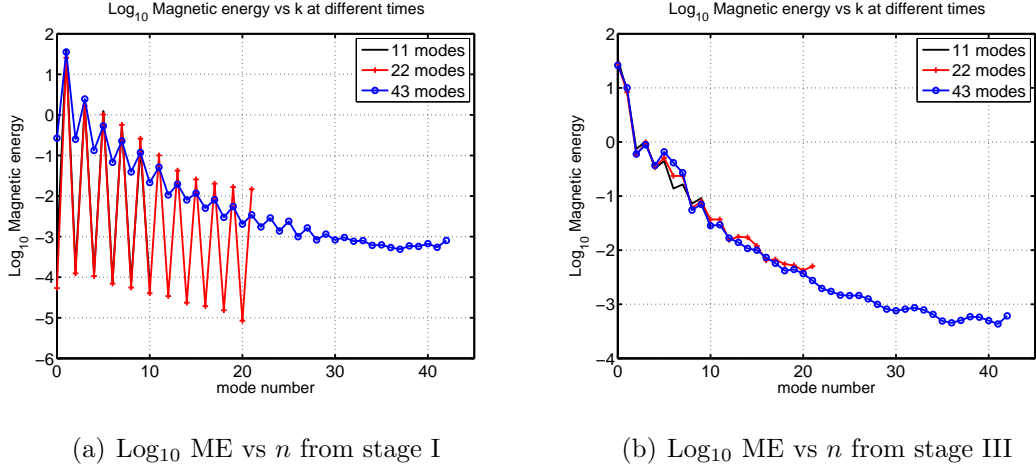 Log10 Magnetic energy vs k at different times
2
1
0
−1
−2
−3
−4
−5
−6
0
10
20
30
40
Log10 Magnetic energy
mode number
11 modes
22 modes
43 modes
(a) Log10 ME vs n from stage I
Log10 Magnetic energy vs k at different times
2
1
0
−1
−2
−3
−4
0
10
20
30
40
Log10 Magnetic energy
mode number
11 modes
22 modes
43 modes
(b) Log10 ME vs n from stage III